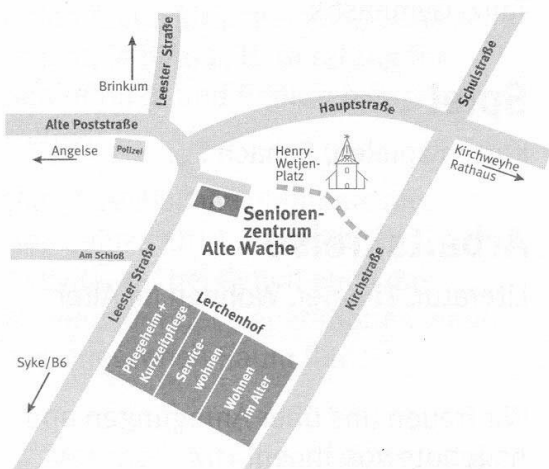 Leester Straße
Schulstraße
Brinkum
Hauptstraße
Alte Poststraße
Angelse
Polizei
Henry-
Wetjen-
Platz
Kirchweyhe
Rathaus
Senioren-
zentrum
Alte Wache
Am Schloß
Leester Straße
Kirchstraße
Lerchenhof
Pflegeheim +
Kurzzeitpflege
Service-
wohnen
Wohnen
im Alter
Syke/B6